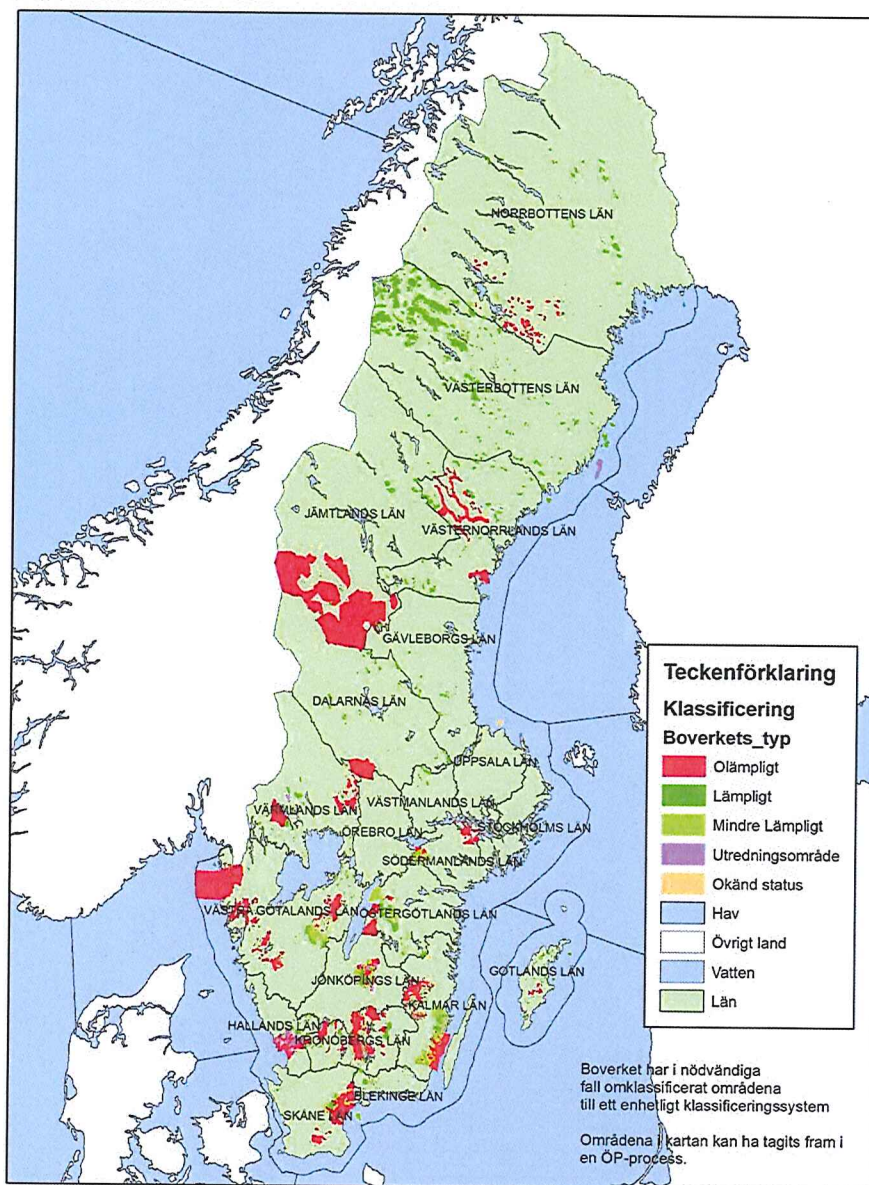 NORRBOTTENS LÄN
VÄSTERBOTTENS LÄN
JÄMTLANDS LÄN
VÄSTERNORRLANDS LÄN
GÄVLEBORGS LÄN
DALARNAS LÄN
UPPSALA LÄN
VÄRMLANDS LÄN
VÄSTMANLANDS LÄN
ÖREBRO LÄN
STOCKHOLMS LÄN
SÖDERMANLANDS LÄN
VÄSTRA GÖTALANDS LÄN
ÖSTERGÖTLANDS LÄN
JÖNKÖPINGS LÄN
GOTLANDS LÄN
KALMAR LÄN
HALLANDS LÄN
KRONOBERGS LÄN
BLEKINGE LÄN
SKÅNE LÄN
Teckenförklaring
Klassificering
Boverkets_typ
Olämpligt
Lämpligt
Mindre Lämpligt
Utredningsområde
Okänd status
Hav
Övrigt land
Vatten
Län
Boverket har i nödvändiga
fall omklassificerat områdena
till ett enhetligt klassificeringssystem
Områdena i kartan kan ha tagits fram i
en ÖP-process.